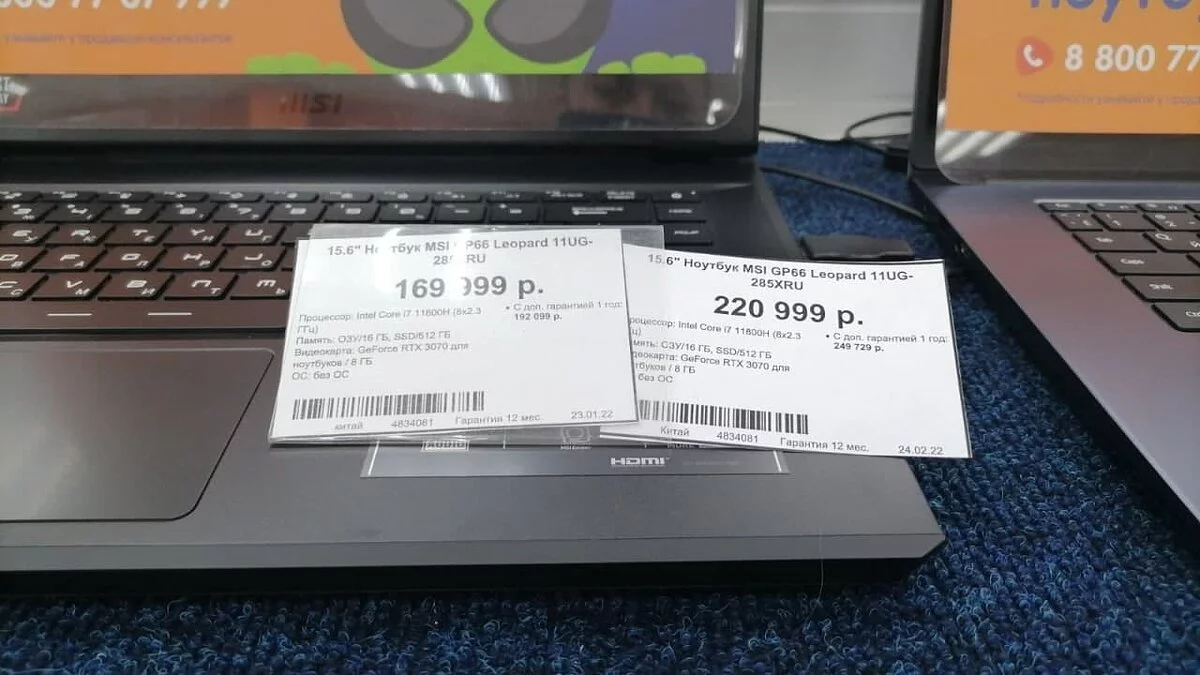 8 800 77
MSI
15.6" Ноутбук MSI GP66 Leopard 11UG-
285XRU
169 999 р.
Процессор: Intel Core i7 11800H (8x2.3
ГГц)
Память: ОЗУ/16 ГБ, SSD/512 ГБ
Видеокарта: GeForce RTX 3070 для
ноутбуков / 8 ГБ
ОС: без ОС
• С доп. гарантией 1 год:
192 099 р.
китай 4834081 Гарантия 12 мес. 23.01.22
15.6" Ноутбук MSI GP66 Leopard 11UG-
285XRU
220 999 р.
роцессор: Intel Core i7 11800H (8x2.3
ц)
мять: ОЗУ/16 ГБ, SSD/512 ГБ
деокарта: GeForce RTX 3070 для
буков / 8 ГБ
без ОС
• С доп. гарантией 1 год:
249 729 р.
Китай 4834081 Гарантия 12 мес. 24.02.22
AUDIO
HDMI